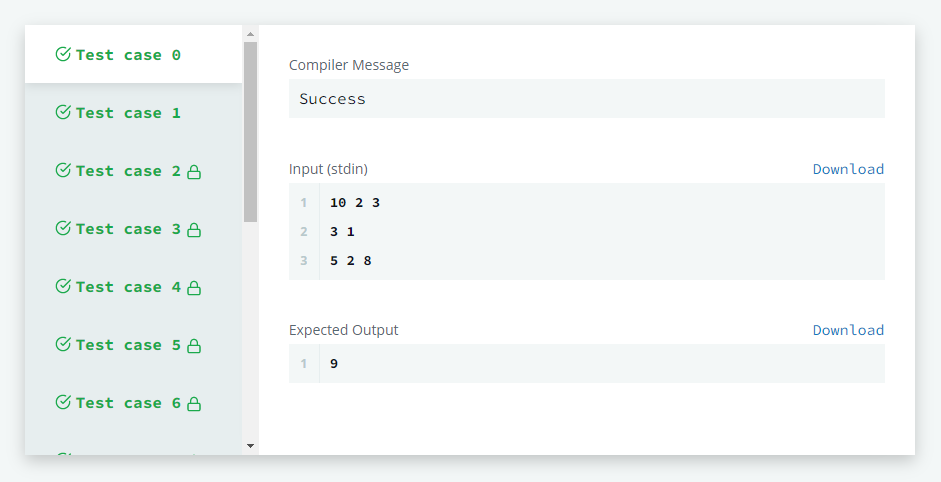 Test case 0
Test case 1
Test case 2
Test case 3
Test case 4
Test case 5
Test case 6
Compiler Message
Success
Input (stdin)
Download
1 10 2 3
2 3 1
3 5 2 8
Expected Output
Download
1 9